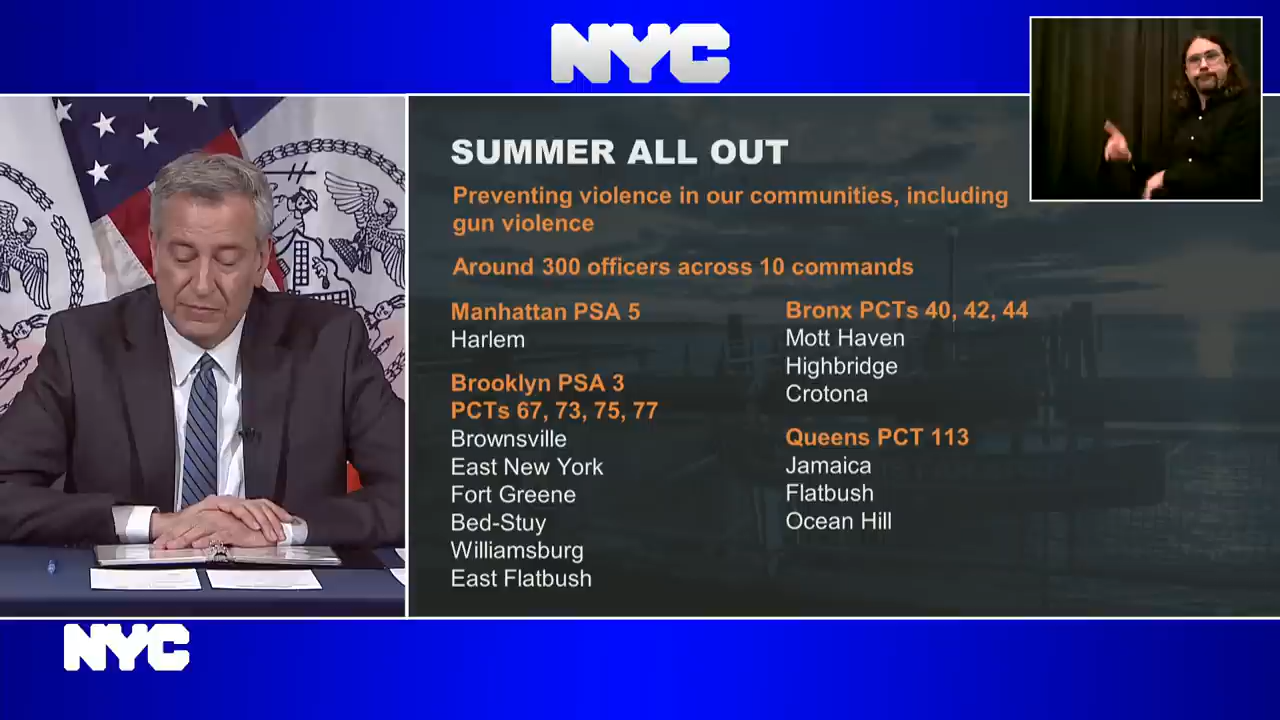 NYC
SUMMER ALL OUT
Preventing violence in our communities, including
gun violence
Around 300 officers across 10 commands
Manhattan PSA 5
Harlem
Brooklyn PSA 3
PCTs 67, 73, 75, 77
Brownsville
East New York
Fort Greene
Bed-Stuy
Williamsburg
East Flatbush
Bronx PCTs 40, 42, 44
Mott Haven
Highbridge
Crotona
Queens PCT 113
Jamaica
Flatbush
Ocean Hill
NYC